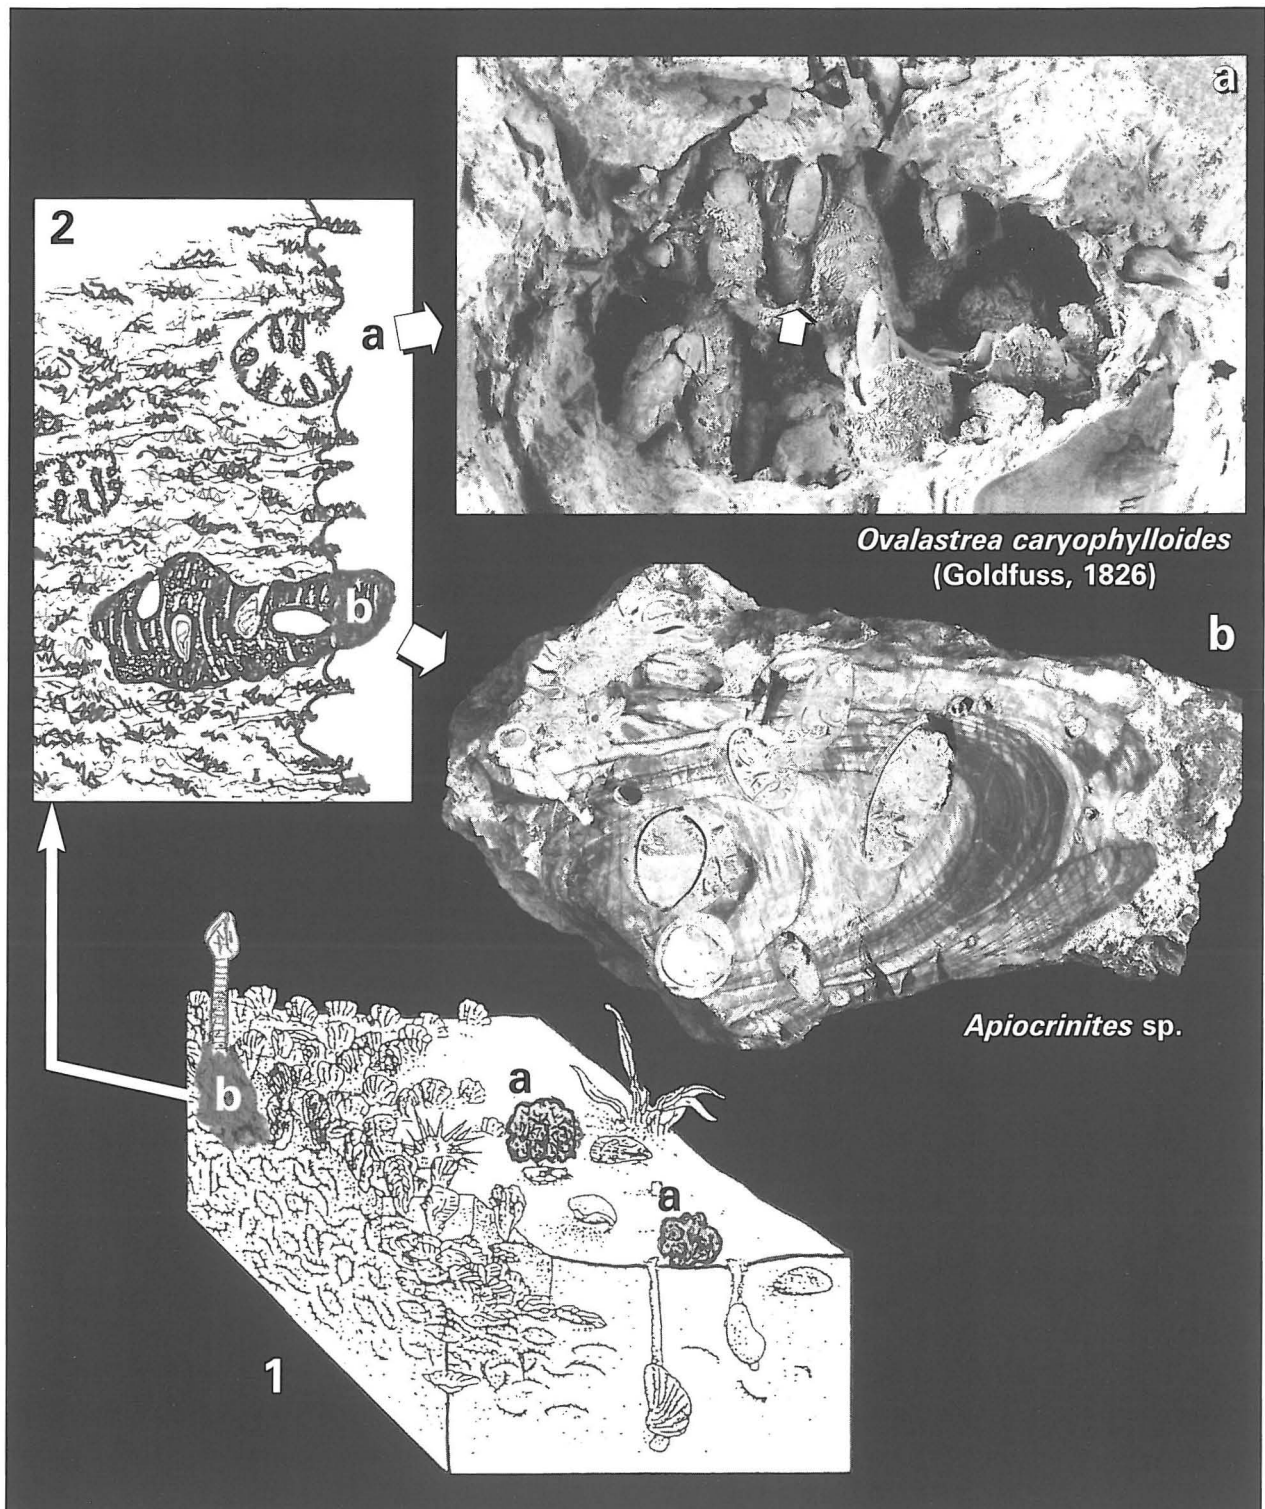 a
2
a
Ovalastrea caryophylloides
(Goldfuss, 1826)
b
b
Apiocrinites sp.
b
a
a
1